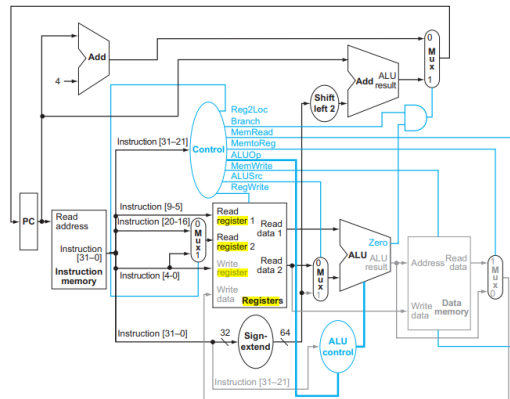 0
M
u
x
1
Add
4
Add
ALU
result
Shift
left 2
Reg2Loc
Branch
MemRead
MemtoReg
ALUOp
MemWrite
ALUSrc
RegWrite
Control
Instruction [31–21]
PC
Read
address
Instruction
[31–0]
Instruction
memory
Instruction [9-5]
Instruction [20-16]
Instruction [4-0]
0
M
u
x
1
Read
register 1
Read
register 2
Write
register
Write
data
Read
data 1
Read
data 2
Registers
0
M
u
x
1
Zero
ALU
ALU
result
Address
Read
data
Write
data
Data
memory
1
M
u
x
0
Instruction [31–0]
32
Sign-
extend
64
ALU
control
Instruction [31–21]